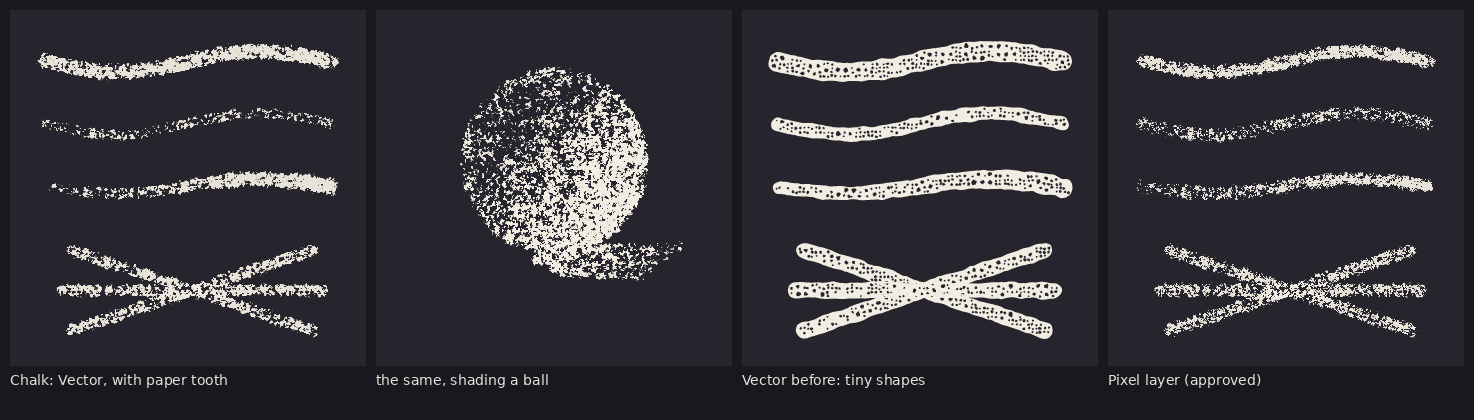 Chalk: Vector, with paper tooth
the same, shading a ball
Vector before: tiny shapes
Pixel layer (approved)